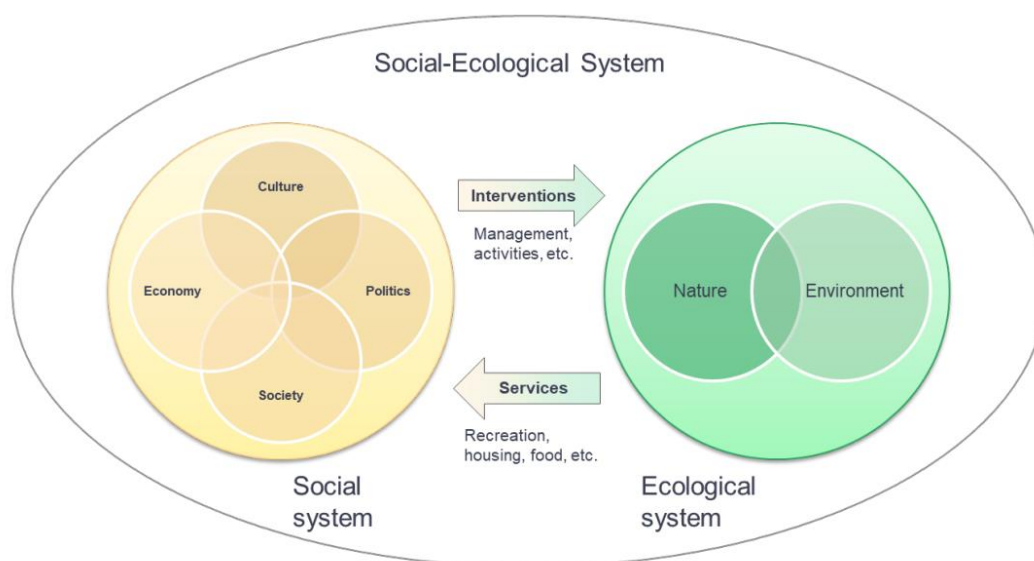 Social-Ecological System
Culture
Economy
Politics
Society
Interventions
Management,
activities, etc.
Services
Recreation,
housing, food, etc.
Nature
Environment
Social
system
Ecological
system